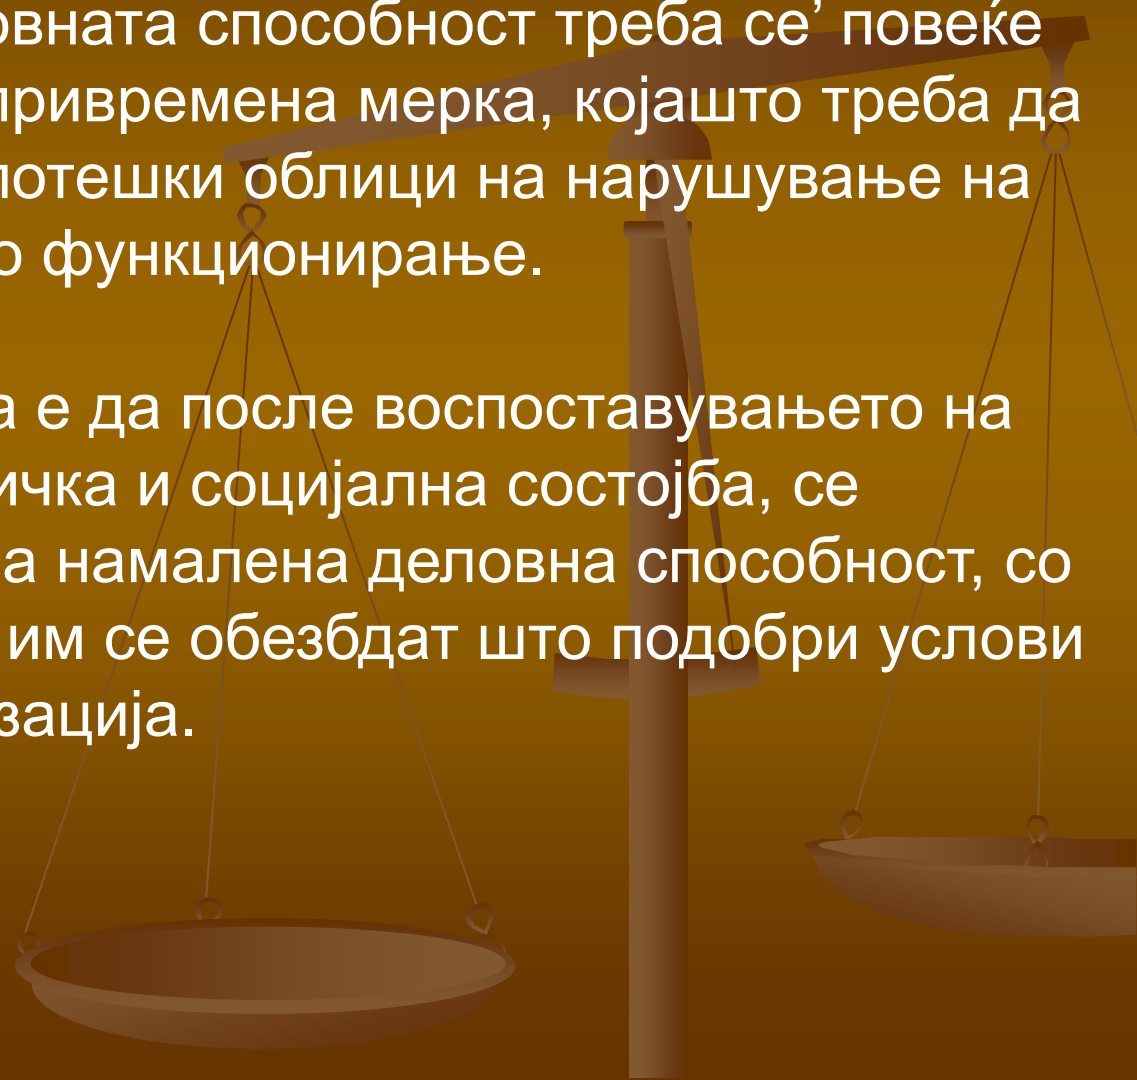 овната способност треба се’ повеќе
привремена мерка, којашто треба да
потешки облици на нарушување на
о функционирање.
а е да после воспоставувањето на
ичка и социјална состојба, се
а намалена деловна способност, со
им се обезбдат што подобри услови
зација.